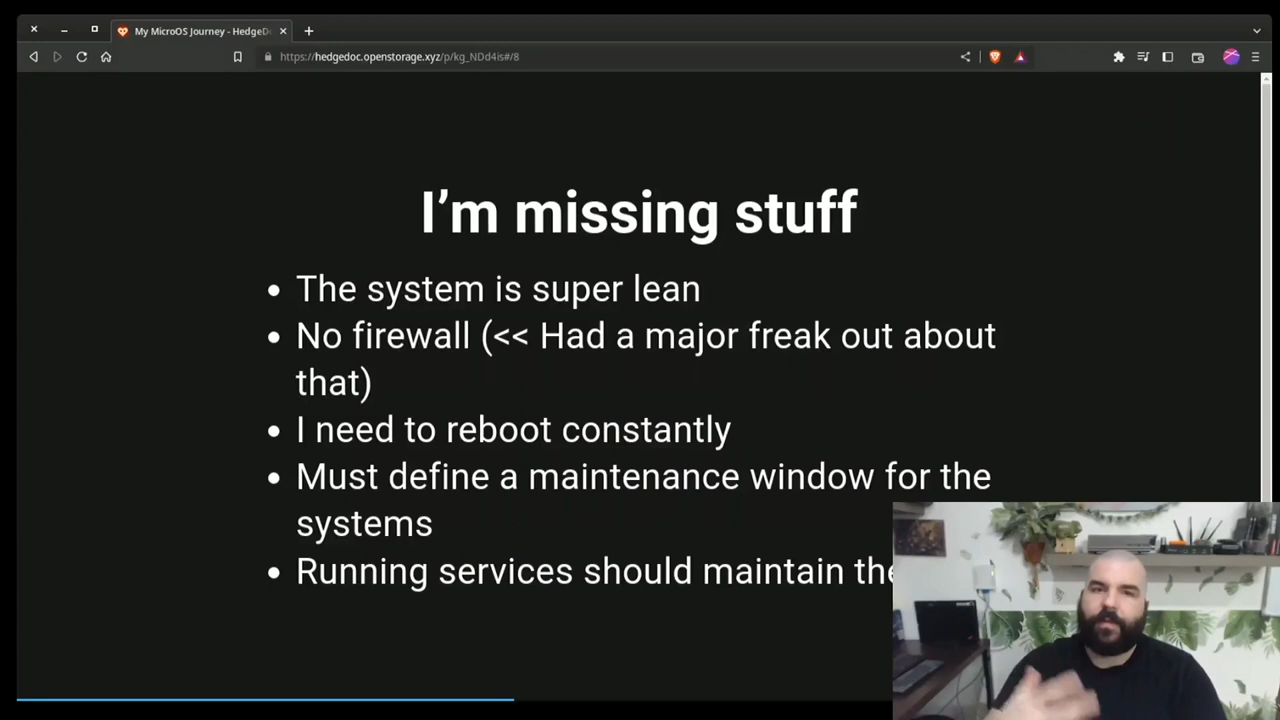 My MicroOS Journey - HedgeD
https://hedgedoc.openstorage.xyz/p/kg_NDd4is#/8
I'm missing stuff
The system is super lean
No firewall (<< Had a major freak out about
that)
I need to reboot constantly
Must define a maintenance window for the
systems
Running services should maintain the